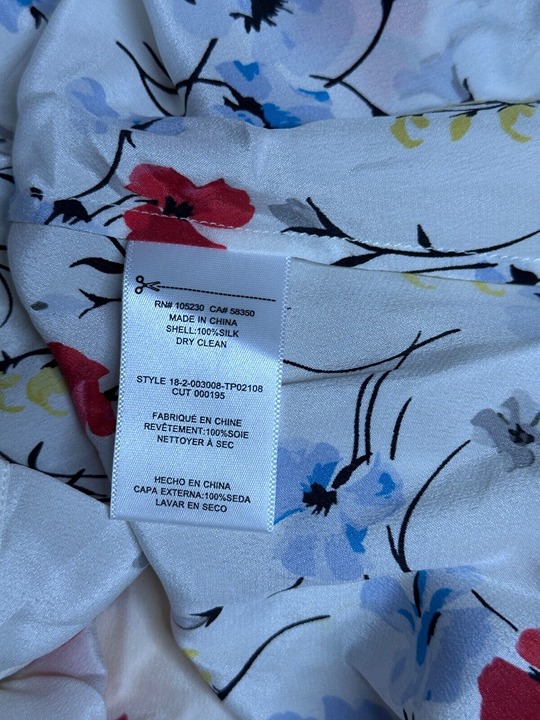 RN# 105230 CA# 58350
MADE IN CHINA
SHELL:100%SILK
DRY CLEAN
STYLE 18-2-003008-TP02108
CUT 000195
FABRIQUÉ EN CHINE
REVÊTEMENT:100%SOIE
NETTOYER À SEC
HECHO EN CHINA
CAPA EXTERNA:100%SEDA
LAVAR EN SECO